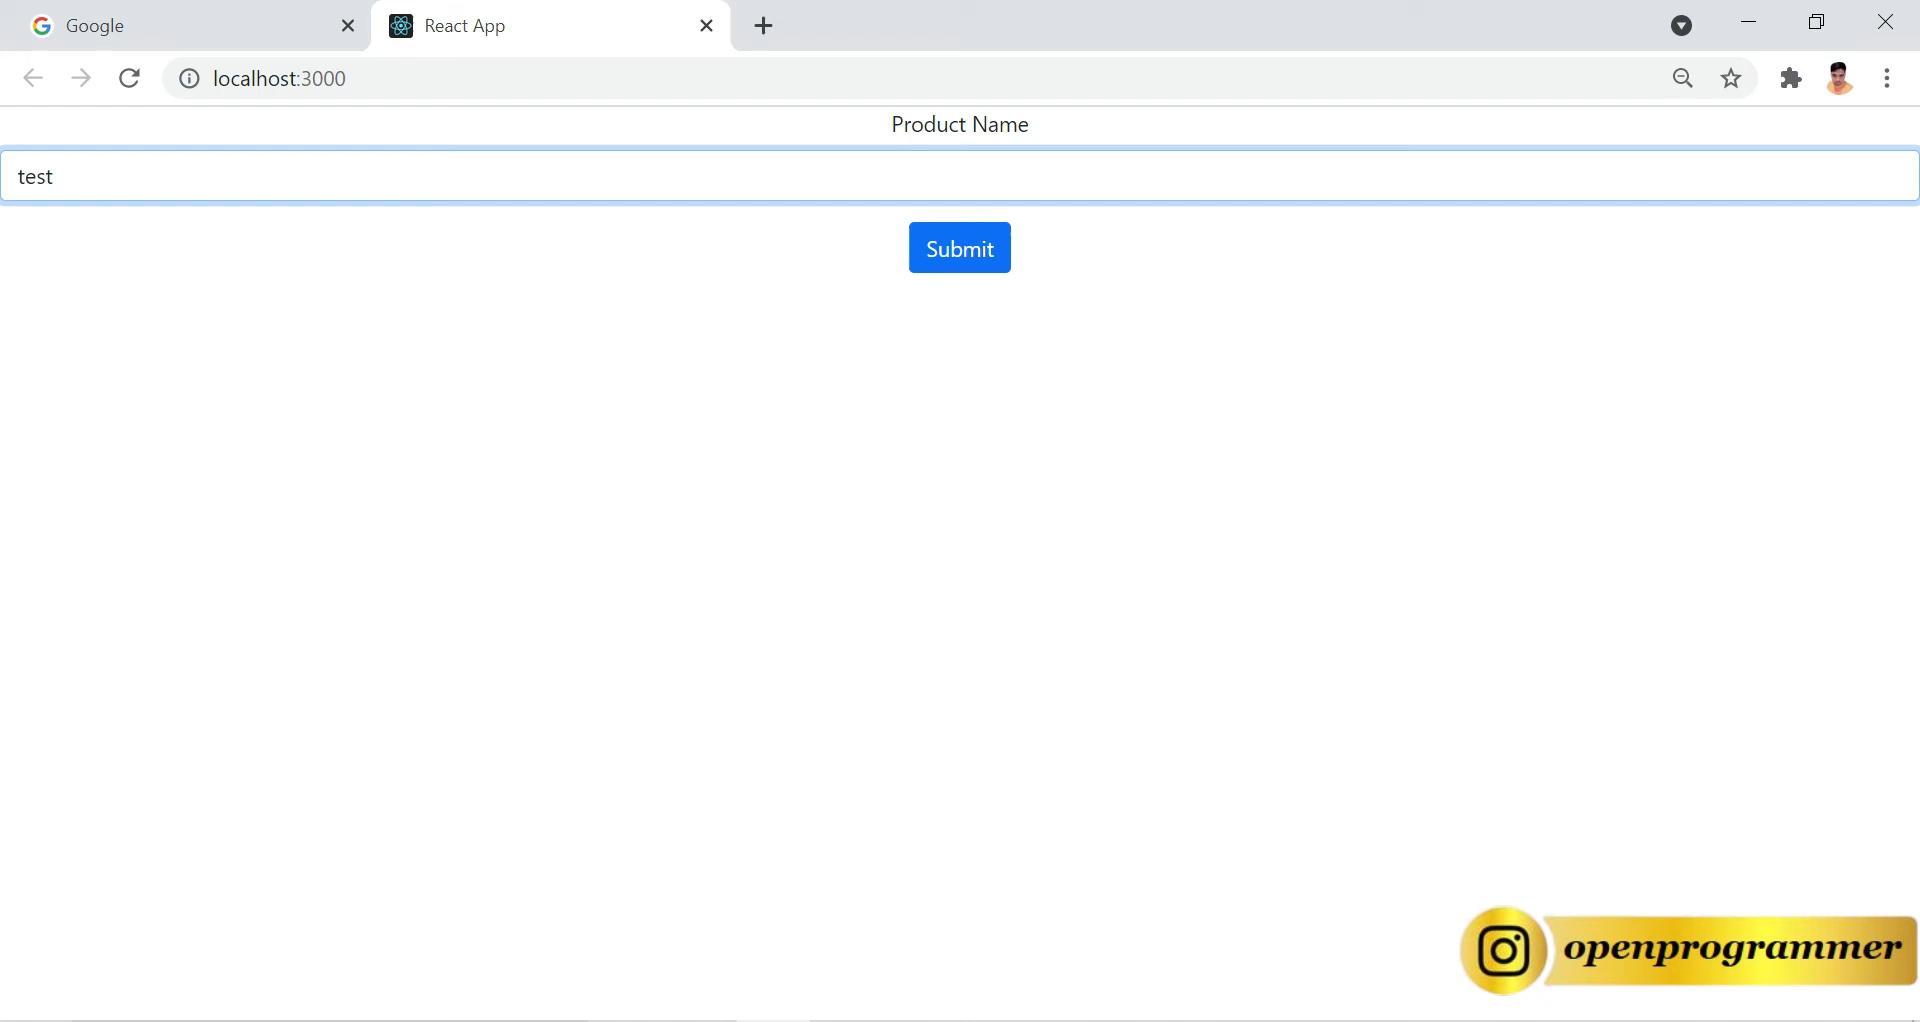 Google
React App
localhost:3000
Product Name
test
Submit
openprogrammer